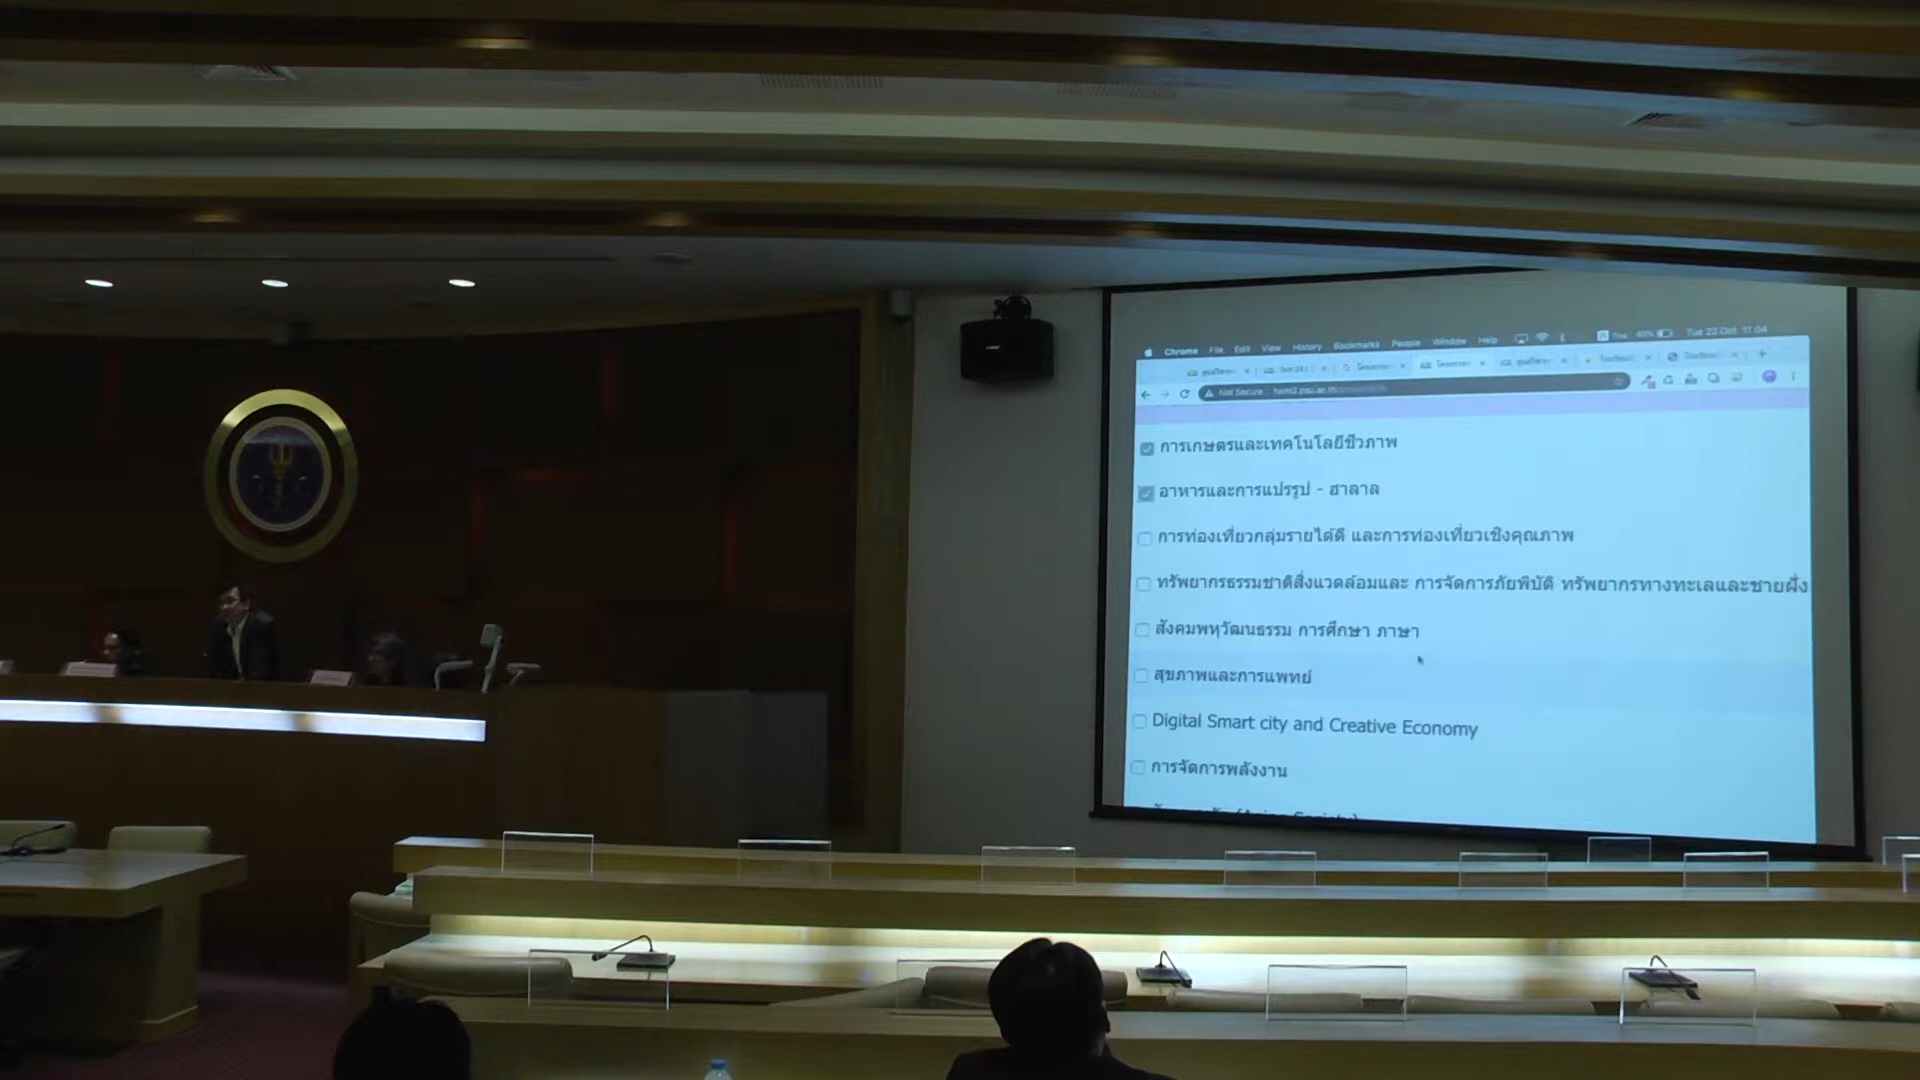 Chrome File Edit View History Bookmarks People Window Help Tue 22 Oct 11:04
Not Secure
การเกษตรและเทคโนโลยีชีวภาพ
อาหารและการแปรรูป - ฮาลาล
การท่องเที่ยวกลุ่มรายได้ดี และการท่องเที่ยวเชิงคุณภาพ
ทรัพยากรธรรมชาติสิ่งแวดล้อมและ การจัดการภัยพิบัติ ทรัพยากรทางทะเลและชายฝั่ง
สังคมพหุวัฒนธรรม การศึกษา ภาษา
สุขภาพและการแพทย์
Digital Smart city and Creative Economy
การจัดการพลังงาน